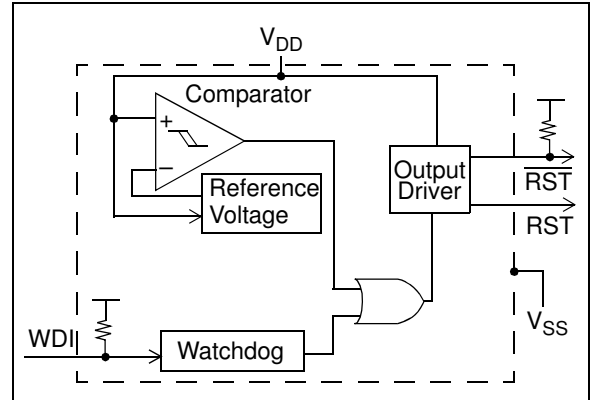 VDD
Comparator
+
−
Reference
Voltage
Output
Driver
RST
RST
VSS
WDI
Watchdog